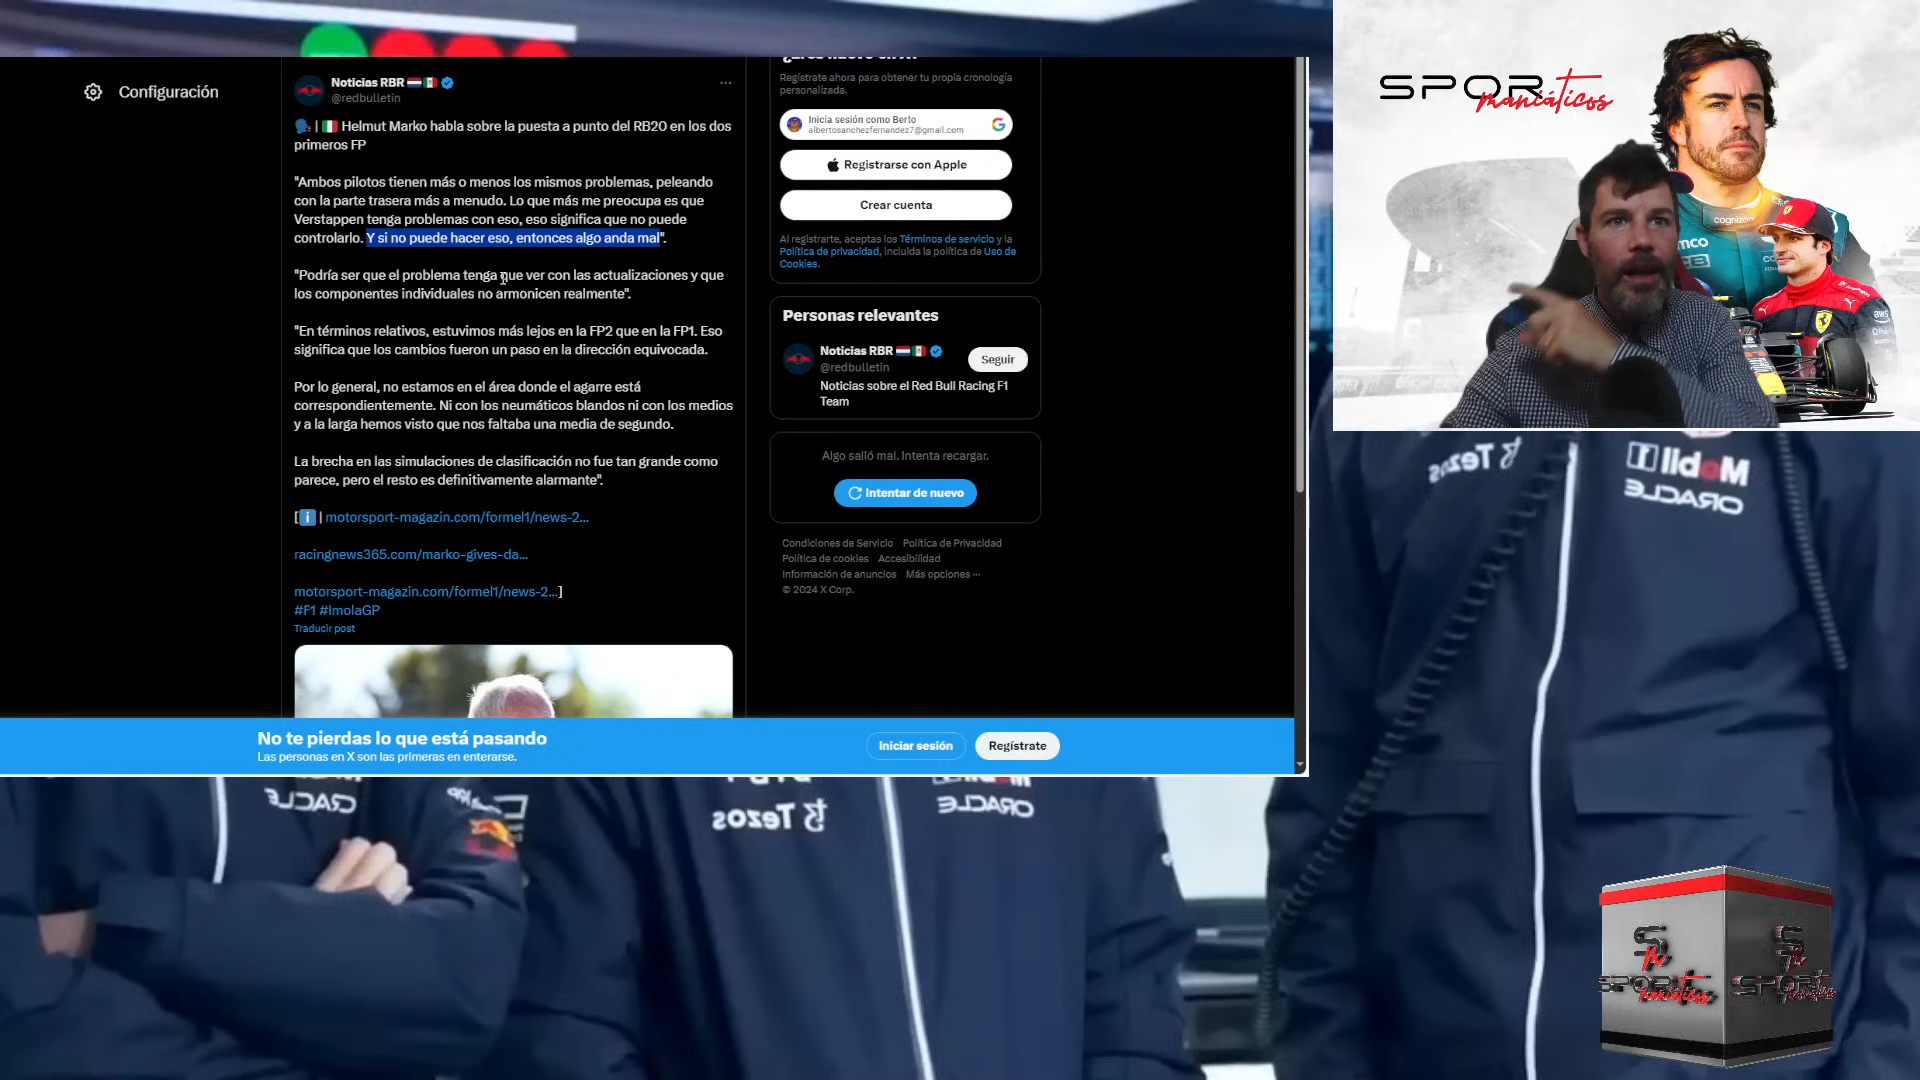 Configuración
Noticias RBR
@redbulletin
Helmut Marko habla sobre la puesta a punto del RB20 en los dos
primeros FP
"Ambos pilotos tienen más o menos los mismos problemas, peleando
con la parte trasera más a menudo. Lo que más me preocupa es que
Verstappen tenga problemas con eso, eso significa que no puede
controlarlo. Y si no puede hacer eso, entonces algo anda mal".
"Podría ser que el problema tenga que ver con las actualizaciones y que
los componentes individuales no armonicen realmente".
"En términos relativos, estuvimos más lejos en la FP2 que en la FP1. Eso
significa que los cambios fueron un paso en la dirección equivocada.
Por lo general, no estamos en el área donde el agarre está
correspondientemente. Ni con los neumáticos blandos ni con los medios
y a la larga hemos visto que nos faltaba una media de segundo.
La brecha en las simulaciones de clasificación no fue tan grande como
parece, pero el resto es definitivamente alarmante".
[ℹ️ | motorsport-magazin.com/formel1/news-2...
racingnews365.com/marko-gives-da...
motorsport-magazin.com/formel1/news-2...]
#F1 #ImolaGP
Traducir post
Regístrate ahora para obtener tu propia cronología
personalizada.
Inicia sesión como Berto
albertosanchezfernandez7@gmail.com
Registrarse con Apple
Crear cuenta
Al registrarte, aceptas los Términos de servicio y la
Política de privacidad, incluida la política de Uso de
Cookies.
Personas relevantes
Noticias RBR
@redbulletin
Seguir
Noticias sobre el Red Bull Racing F1
Team
Algo salió mal. Intenta recargar.
Intentar de nuevo
Condiciones de Servicio Política de Privacidad
Política de cookies Accesibilidad
Información de anuncios Más opciones ···
© 2024 X Corp.
No te pierdas lo que está pasando
Las personas en X son las primeras en enterarse.
Iniciar sesión
Regístrate
SPORTmaniáticos
cognizant
aws
Tezos
Mobil
ORACLE
ORACLE
Tezos
ORACLE
SPORTmaniáticos
SPORTmaniáticos